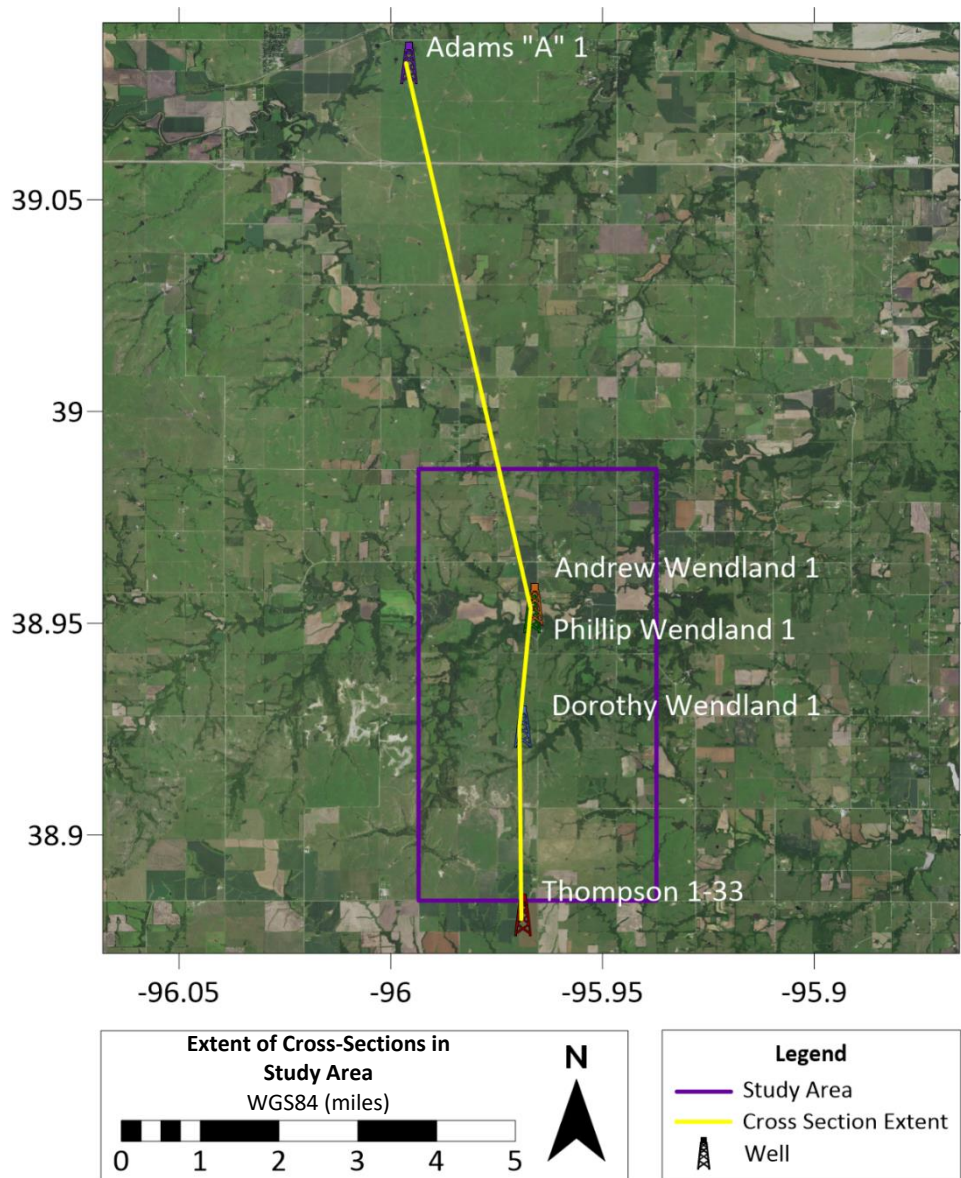 Adams "A" 1
39.05
39
Andrew Wendland 1
38.95
Phillip Wendland 1
Dorothy Wendland 1
38.9
Thompson 1-33
-96.05
-96
-95.95
-95.9
Extent of Cross-Sections in
Study Area
WGS84 (miles)
0 1 2 3 4 5
N
Legend
Study Area
Cross Section Extent
Well